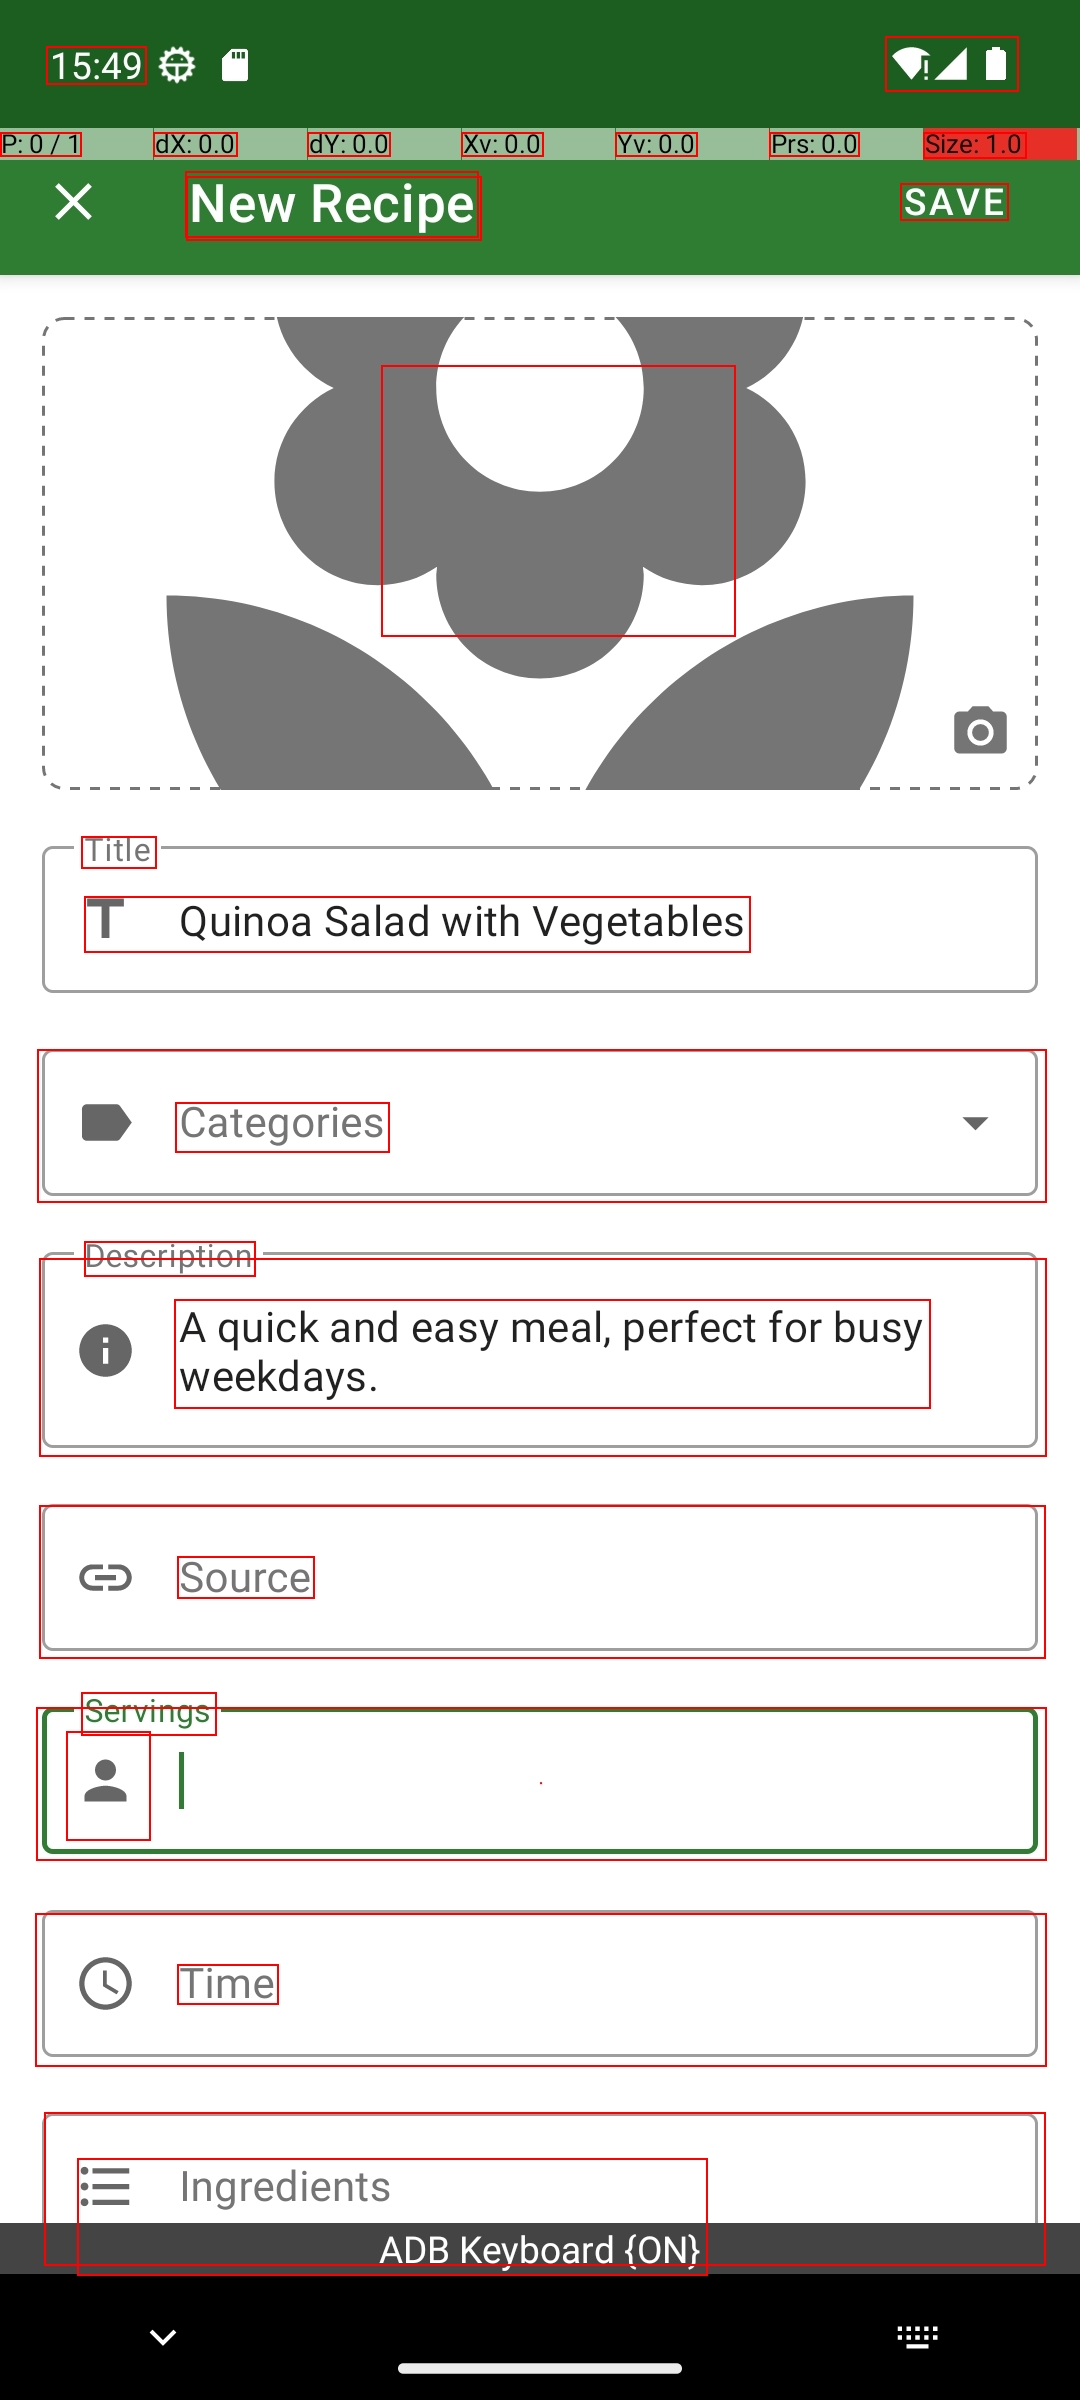 15:49
P: 0 / 1 dX: 0.0 dY: 0.0 Xv: 0.0 Yv: 0.0 Prs: 0.0 Size: 1.0
New Recipe SAVE
Title
Quinoa Salad with Vegetables
Categories
Description
A quick and easy meal, perfect for busy
weekdays.
Source
Servings
Time
Ingredients
ADB Keyboard {ON}